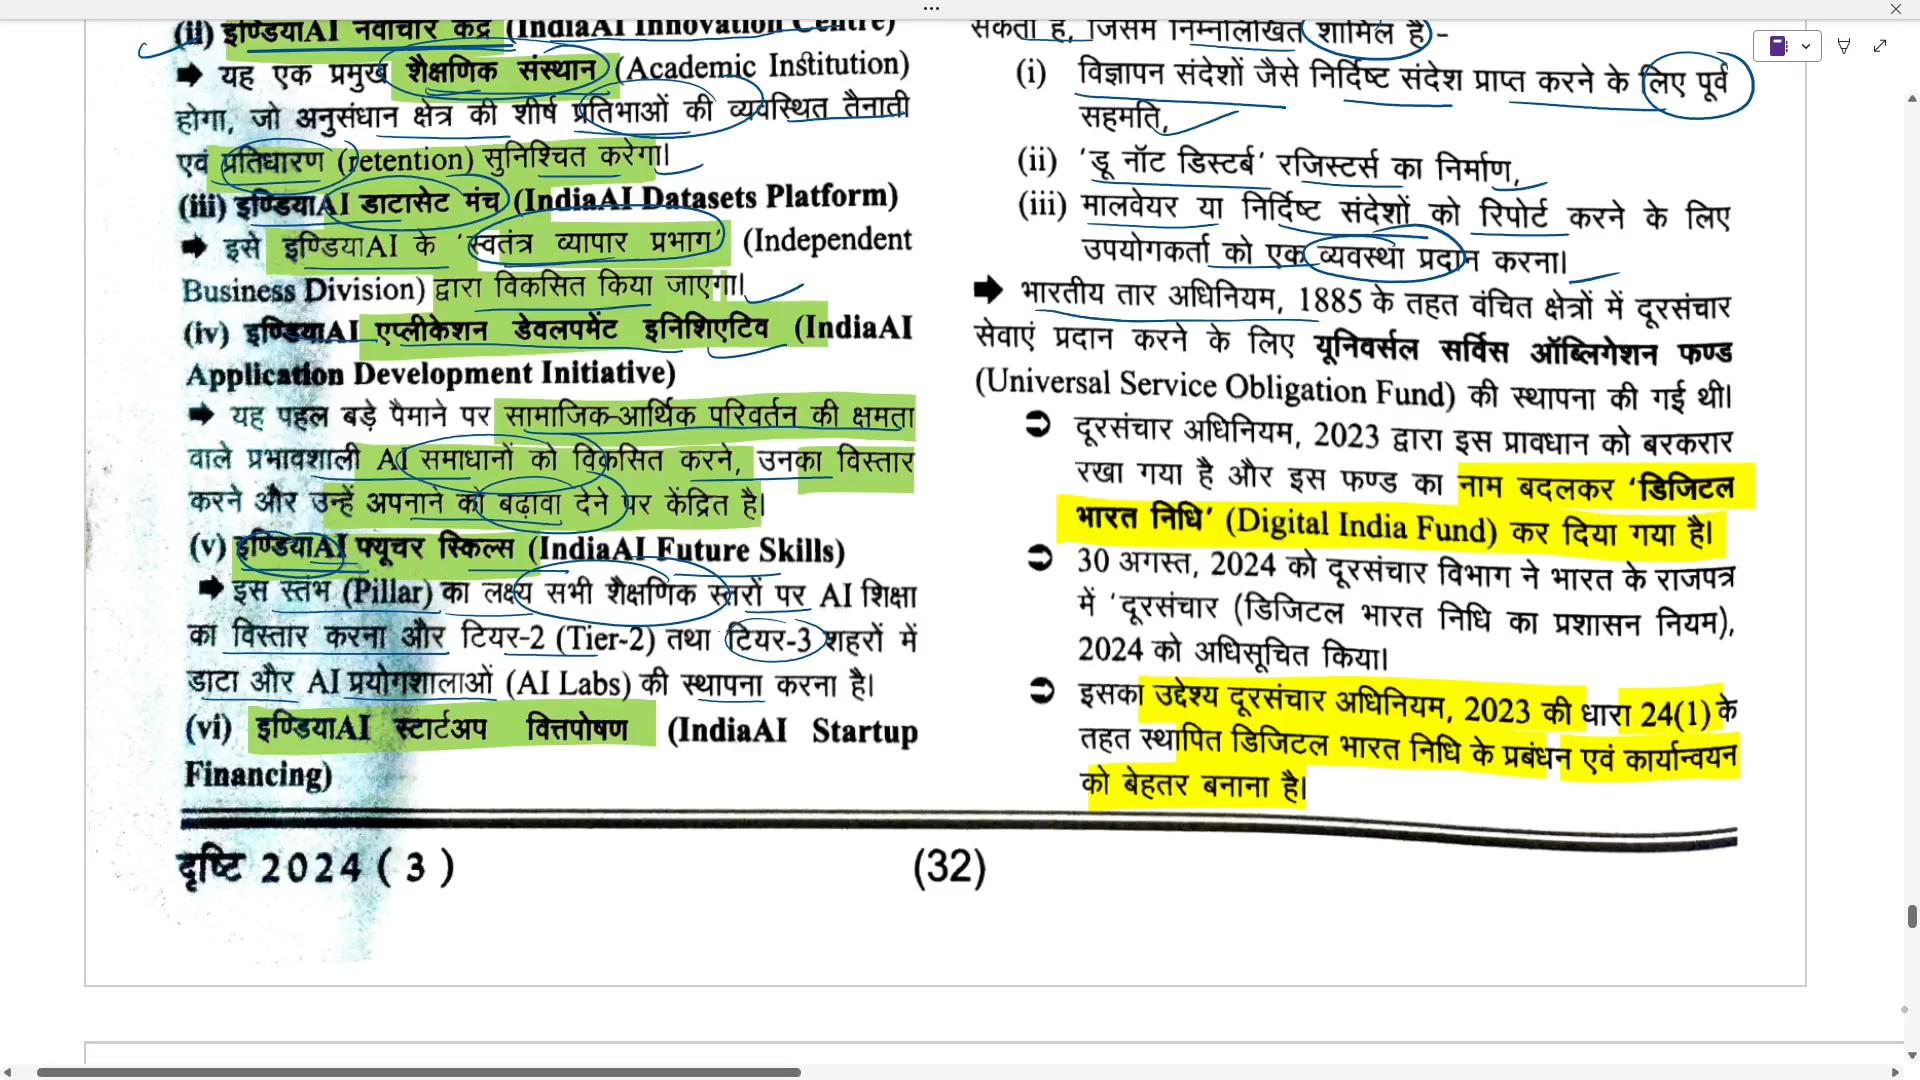 (ii) इण्डियाAI नवाचार केंद्र (IndiaAI Innovation Centre)
➡ यह एक प्रमुख शैक्षणिक संस्थान (Academic Institution)
होगा, जो अनुसंधान क्षेत्र की शीर्ष प्रतिभाओं की व्यवस्थित तैनाती
एवं प्रतिधारण (retention) सुनिश्चित करेगा।
(iii) इण्डियाAI डाटासेट मंच (IndiaAI Datasets Platform)
➡ इसे इण्डियाAI के ‘स्वतंत्र व्यापार प्रभाग’ (Independent
Business Division) द्वारा विकसित किया जाएगा।
(iv) इण्डियाAI एप्लीकेशन डेवलपमेंट इनिशिएटिव (IndiaAI
Application Development Initiative)
➡ यह पहल बड़े पैमाने पर सामाजिक-आर्थिक परिवर्तन की क्षमता
वाले प्रभावशाली AI समाधानों को विकसित करने, उनका विस्तार
करने और उन्हें अपनाने को बढ़ावा देने पर केंद्रित है।
(v) इण्डियाAI फ्यूचर स्किल्स (IndiaAI Future Skills)
➡ इस स्तंभ (Pillar) का लक्ष्य सभी शैक्षणिक स्तरों पर AI शिक्षा
का विस्तार करना और टियर-2 (Tier-2) तथा टियर-3 शहरों में
डाटा और AI प्रयोगशालाओं (AI Labs) की स्थापना करना है।
(vi) इण्डियाAI स्टार्टअप वित्तपोषण (IndiaAI Startup
Financing)
सकता है, जिसमें निम्नलिखित शामिल है -
(i) विज्ञापन संदेशों जैसे निर्दिष्ट संदेश प्राप्त करने के लिए पूर्व
सहमति,
(ii) ‘डू नॉट डिस्टर्ब’ रजिस्टर्स का निर्माण,
(iii) मालवेयर या निर्दिष्ट संदेशों को रिपोर्ट करने के लिए
उपयोगकर्ता को एक व्यवस्था प्रदान करना।
➡ भारतीय तार अधिनियम, 1885 के तहत वंचित क्षेत्रों में दूरसंचार
सेवाएं प्रदान करने के लिए यूनिवर्सल सर्विस ऑब्लिगेशन फण्ड
(Universal Service Obligation Fund) की स्थापना की गई थी।
➲ दूरसंचार अधिनियम, 2023 द्वारा इस प्रावधान को बरकरार
रखा गया है और इस फण्ड का नाम बदलकर ‘डिजिटल
भारत निधि’ (Digital India Fund) कर दिया गया है।
➲ 30 अगस्त, 2024 को दूरसंचार विभाग ने भारत के राजपत्र
में ‘दूरसंचार (डिजिटल भारत निधि का प्रशासन नियम),
2024 को अधिसूचित किया।
➲ इसका उद्देश्य दूरसंचार अधिनियम, 2023 की धारा 24(1) के
तहत स्थापित डिजिटल भारत निधि के प्रबंधन एवं कार्यान्वयन
को बेहतर बनाना है।
दृष्टि 2024 ( 3 )
(32)